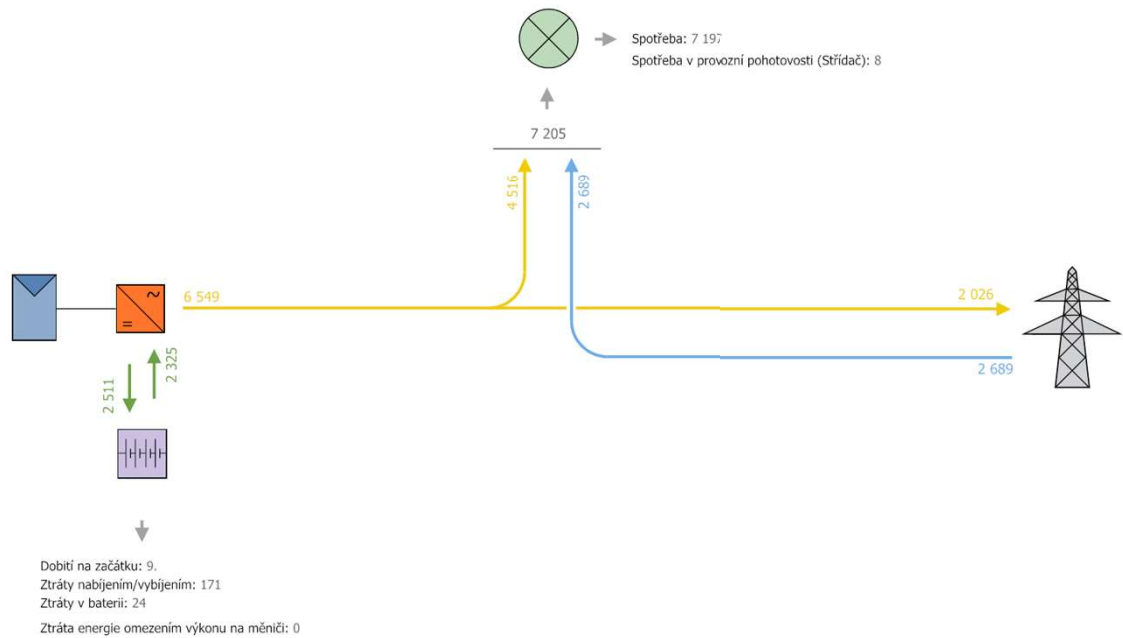 Spotřeba: 7 197
Spotřeba v provozní pohotovosti (Střídač): 8
7 205
4 516
2 689
6 549
2 026
2 689
2 511
2 325
Dobití na začátku: 9.
Ztráty nabíjením/vybíjením: 171
Ztráty v baterii: 24
Ztráta energie omezením výkonu na měniči: 0